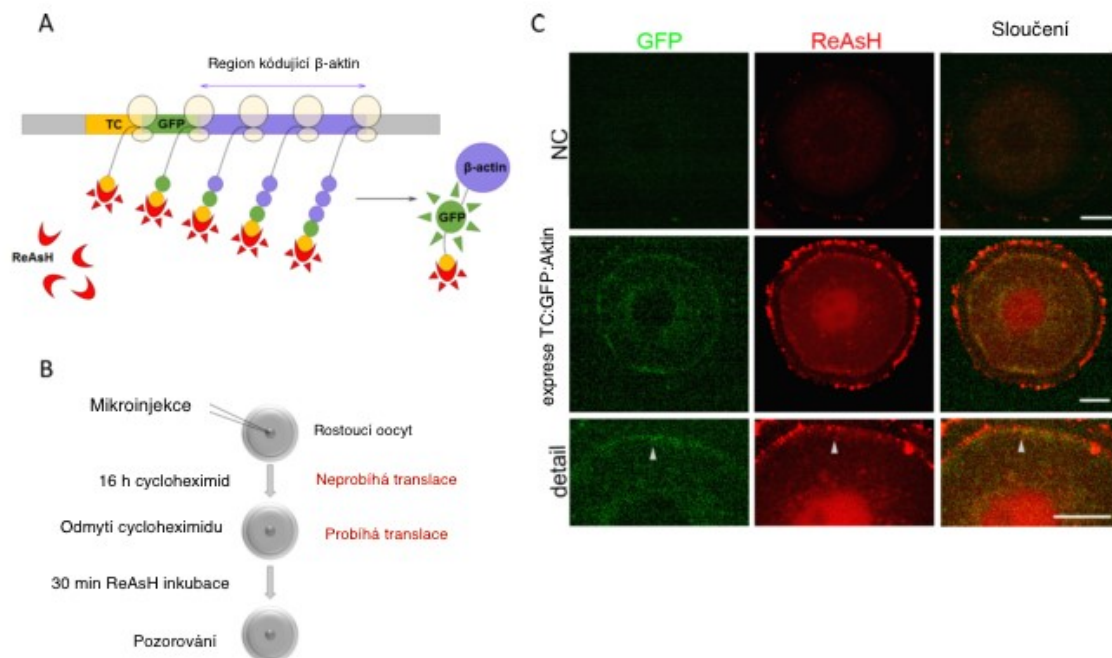 A
Region kódující β-aktin
TC
GFP
β-actin
GFP
ReAsH
B
Mikroinjekce
Rostoucí oocyt
16 h cycloheximid
Neprobíhá translace
Odmytí cycloheximidu
Probíhá translace
30 min ReAsH inkubace
Pozorování
C
GFP
ReAsH
Sloučení
NC
exprese TC:GFP:Aktin
detail